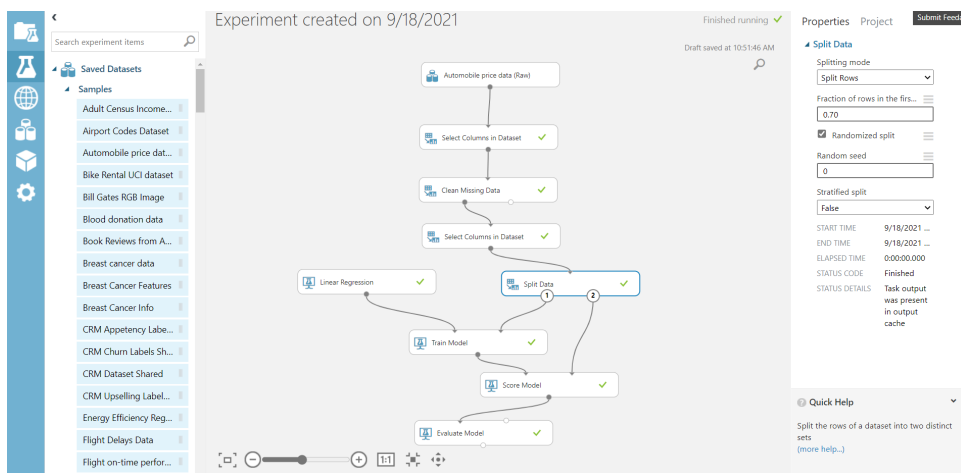 Experiment created on 9/18/2021
Finished running
Properties Project
Submit Feedb
Search experiment items
Draft saved at 10:51:46 AM
Saved Datasets
Samples
Adult Census Income...
Airport Codes Dataset
Automobile price dat...
Bike Rental UCI dataset
Bill Gates RGB Image
Blood donation data
Book Reviews from A...
Breast cancer data
Breast Cancer Features
Breast Cancer Info
CRM Appetency Labe...
CRM Churn Labels Sh...
CRM Dataset Shared
CRM Upselling Label...
Energy Efficiency Reg...
Flight Delays Data
Flight on-time perfor...
Automobile price data (Raw)
Select Columns in Dataset
Clean Missing Data
Select Columns in Dataset
Linear Regression
Split Data
1 2
Train Model
Score Model
Evaluate Model
1:1
Split Data
Splitting mode
Split Rows
Fraction of rows in the firs...
0.70
Randomized split
Random seed
0
Stratified split
False
START TIME 9/18/2021 ...
END TIME 9/18/2021 ...
ELAPSED TIME 0:00:00.000
STATUS CODE Finished
STATUS DETAILS Task output
was present
in output
cache
Quick Help
Split the rows of a dataset into two distinct
sets
(more help...)